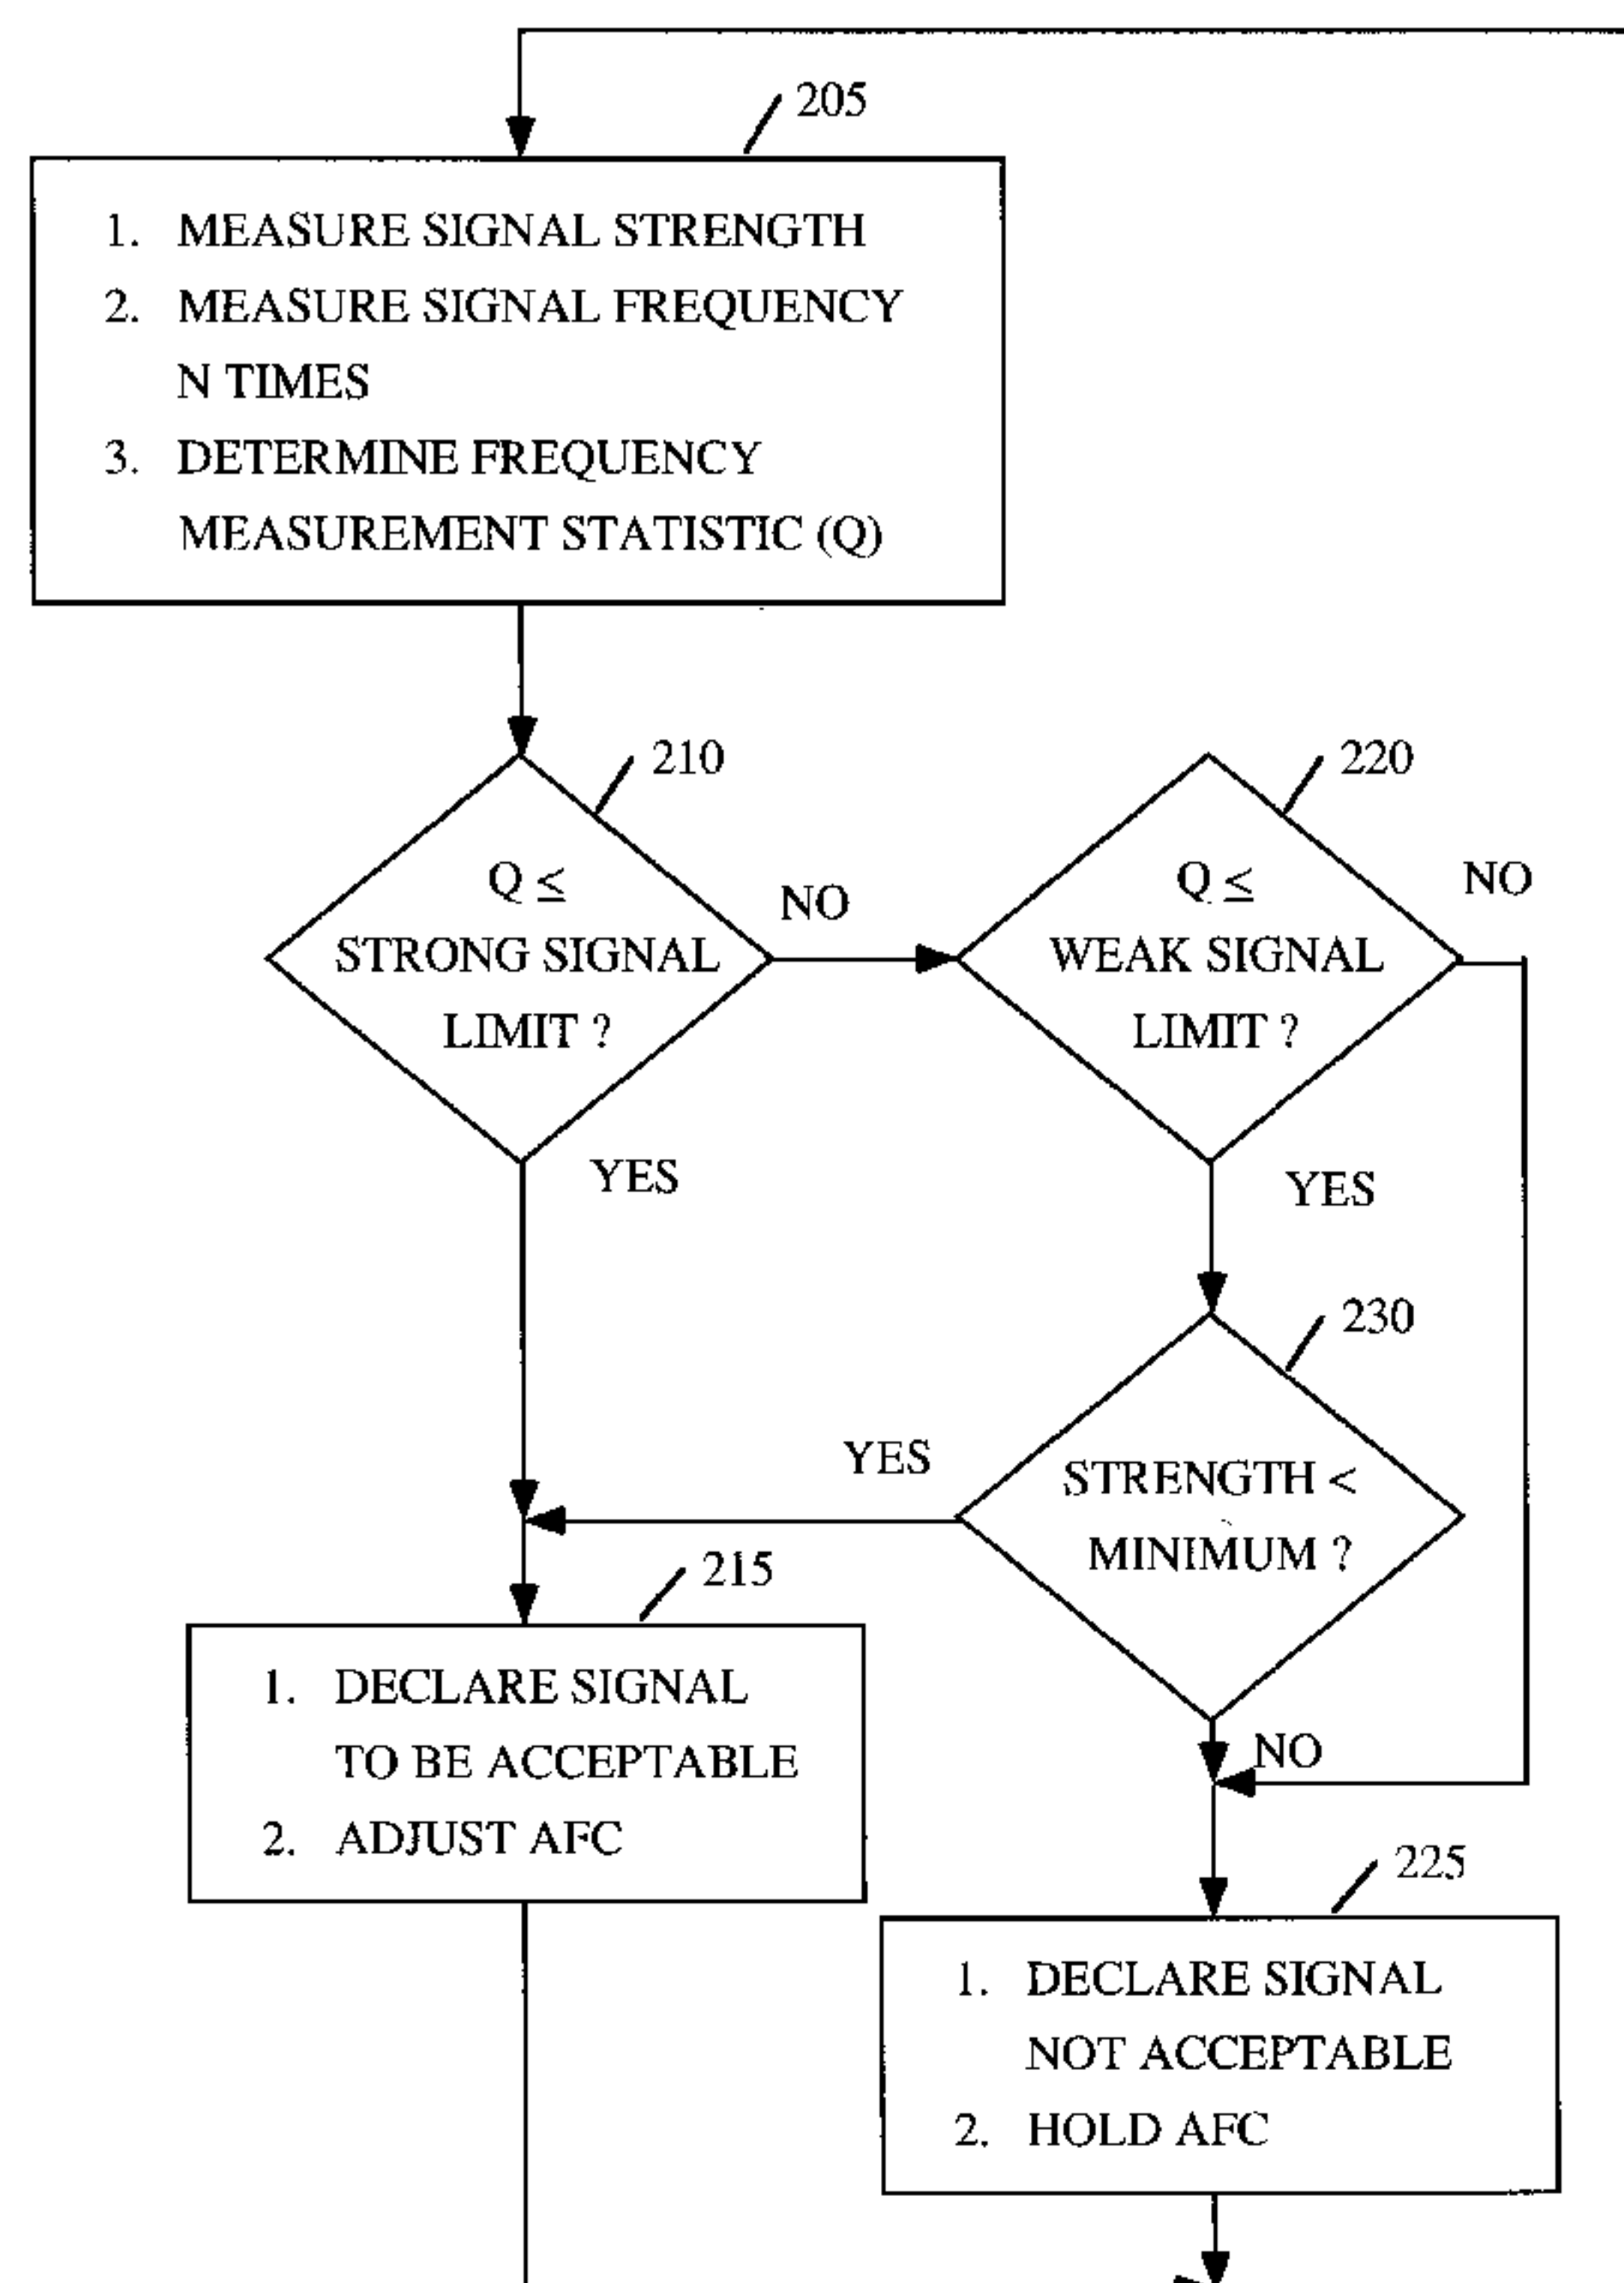 205
1. MEASURE SIGNAL STRENGTH
2. MEASURE SIGNAL FREQUENCY
N TIMES
3. DETERMINE FREQUENCY
MEASUREMENT STATISTIC (Q)
210
Q ≤
STRONG SIGNAL
LIMIT ?
NO
YES
220
Q ≤
WEAK SIGNAL
LIMIT ?
NO
YES
230
STRENGTH <
MINIMUM ?
YES
NO
215
1. DECLARE SIGNAL
TO BE ACCEPTABLE
2. ADJUST AFC
225
1. DECLARE SIGNAL
NOT ACCEPTABLE
2. HOLD AFC